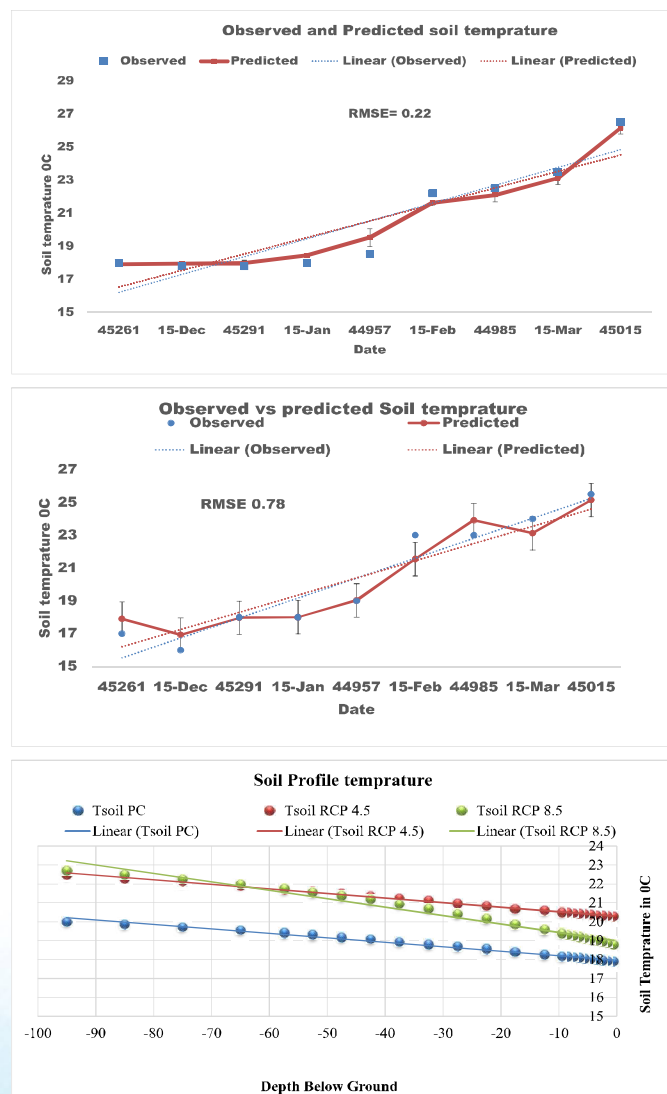 Observed and Predicted soil temprature
Observed Predicted Linear (Observed) Linear (Predicted)
29
27
25
23
21
19
17
15
RMSE= 0.22
Soil temprature 0C
45261 15-Dec 45291 15-Jan 44957 15-Feb 44985 15-Mar 45015
Date
Observed vs predicted Soil temprature
Observed Predicted
Linear (Observed) Linear (Predicted)
27
25
23
21
19
17
15
RMSE 0.78
Soil temprature 0C
45261 15-Dec 45291 15-Jan 44957 15-Feb 44985 15-Mar 45015
Date
Soil Profile temprature
Tsoil PC Tsoil RCP 4.5 Tsoil RCP 8.5
Linear (Tsoil PC) Linear (Tsoil RCP 4.5) Linear (Tsoil RCP 8.5)
24
23
22
21
20
19
18
17
16
15
Soil Temprature in 0C
-100 -90 -80 -70 -60 -50 -40 -30 -20 -10 0
Depth Below Ground